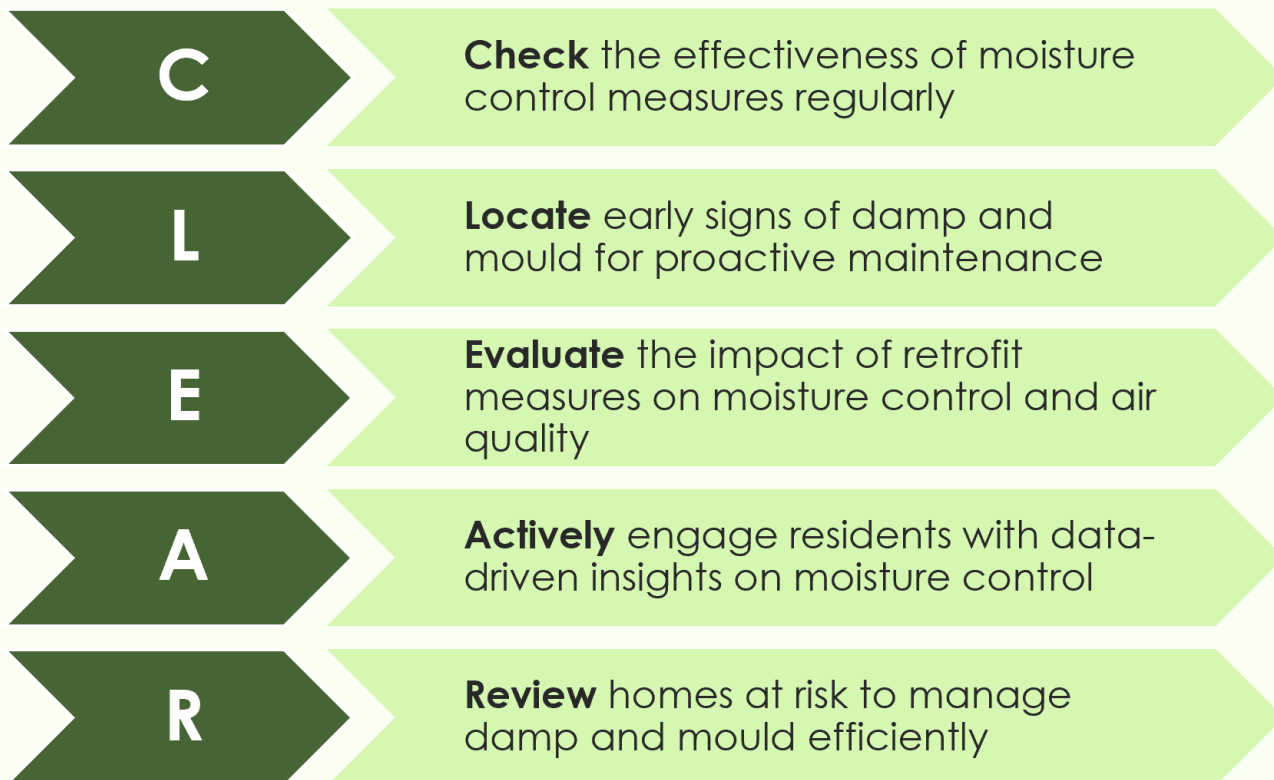 C
Check the effectiveness of moisture
control measures regularly
L
Locate early signs of damp and
mould for proactive maintenance
E
Evaluate the impact of retrofit
measures on moisture control and air
quality
A
Actively engage residents with data-
driven insights on moisture control
R
Review homes at risk to manage
damp and mould efficiently